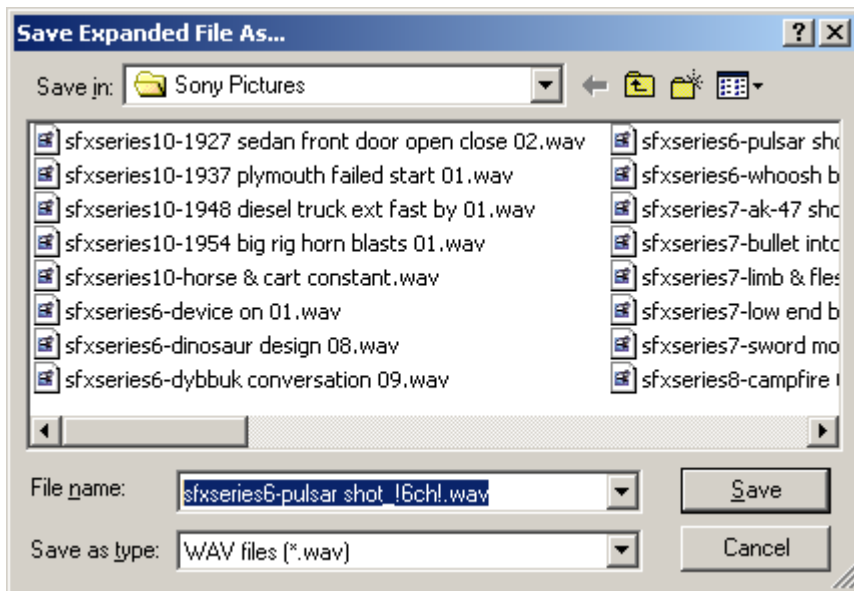 Save Expanded File As...
Save in: Sony Pictures
sfxseries10-1927 sedan front door open close 02.wav
sfxseries10-1937 plymouth failed start 01.wav
sfxseries10-1948 diesel truck ext fast by 01.wav
sfxseries10-1954 big rig horn blasts 01.wav
sfxseries10-horse & cart constant.wav
sfxseries6-device on 01.wav
sfxseries6-dinosaur design 08.wav
sfxseries6-dybbuk conversation 09.wav
sfxseries6-pulsar sho
sfxseries6-whoosh b
sfxseries7-ak-47 sho
sfxseries7-bullet into
sfxseries7-limb & fles
sfxseries7-low end b
sfxseries7-sword mo
sfxseries8-campfire
File name: sfxseries6-pulsar shot_!6ch!.wav
Save
Save as type: WAV files (*.wav)
Cancel